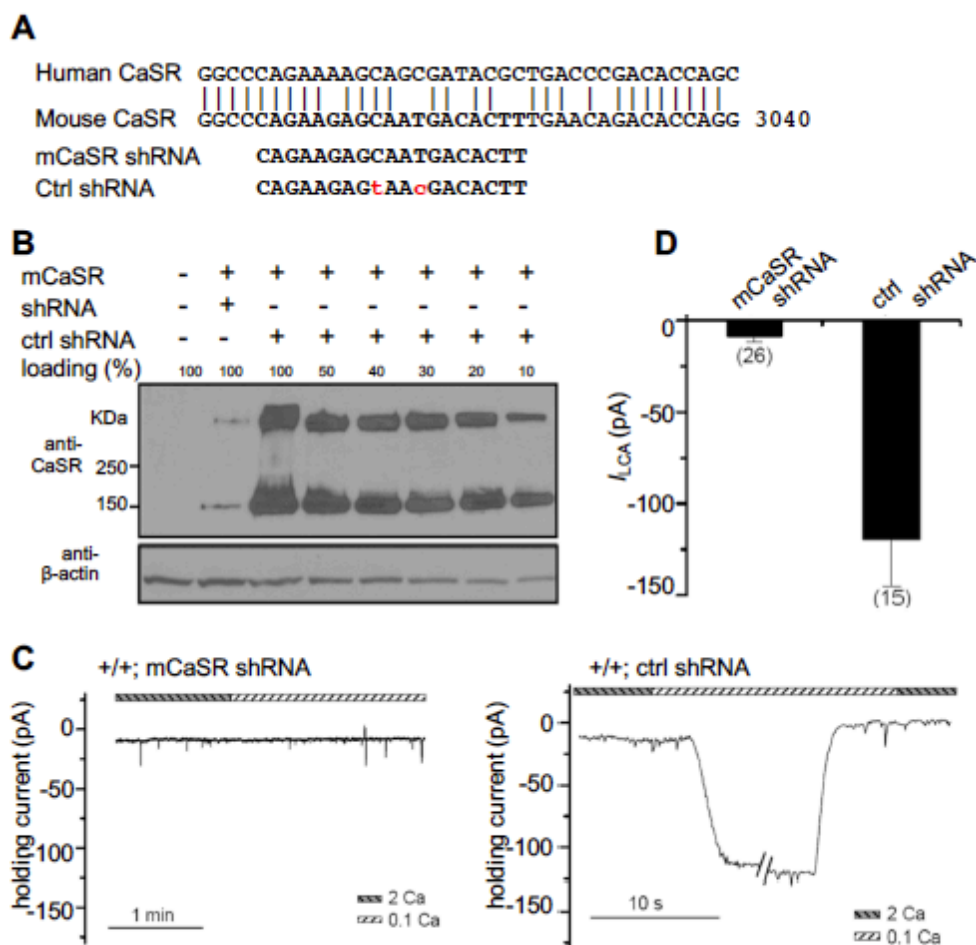 A
Human CaSR GGCCCAGAAAAGCAGCGATACGCTGACCCGACACCAGC
Mouse CaSR GGCCCAGAAGAGCAATGACACTTTGAACAGACACCAGG 3040
mCaSR shRNA CAGAAGAGCAATGACACTT
Ctrl shRNA CAGAAGAGtAAcGACACTT
B
mCaSR - + + + + + + +
shRNA - + - - - - - -
ctrl shRNA - - + + + + + +
loading (%) 100 100 100 50 40 30 20 10
KDa
anti-
CaSR
250
150
anti-
β-actin
D
mCaSR
shRNA
ctrl
shRNA
0
-50
-100
-150
I_LCA (pA)
(26)
(15)
C
+/+; mCaSR shRNA
holding current (pA)
0
-50
-100
-150
1 min
2 Ca
0.1 Ca
+/+; ctrl shRNA
holding current (pA)
0
-50
-100
-150
10 s
2 Ca
0.1 Ca